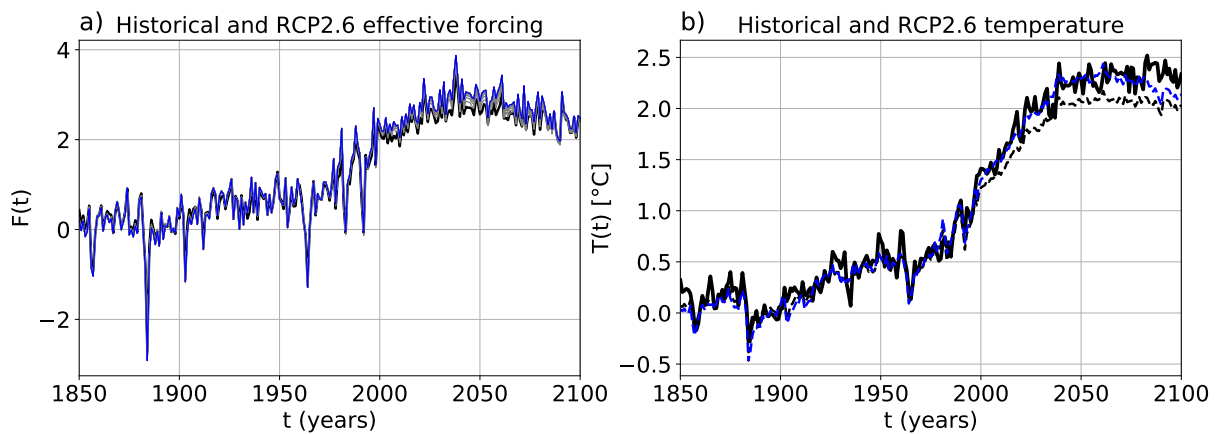 a) Historical and RCP2.6 effective forcing
4
2
0
−2
F(t)
1850 1900 1950 2000 2050 2100
t (years)
b) Historical and RCP2.6 temperature
2.5
2.0
1.5
1.0
0.5
0.0
−0.5
T(t) [°C]
1850 1900 1950 2000 2050 2100
t (years)